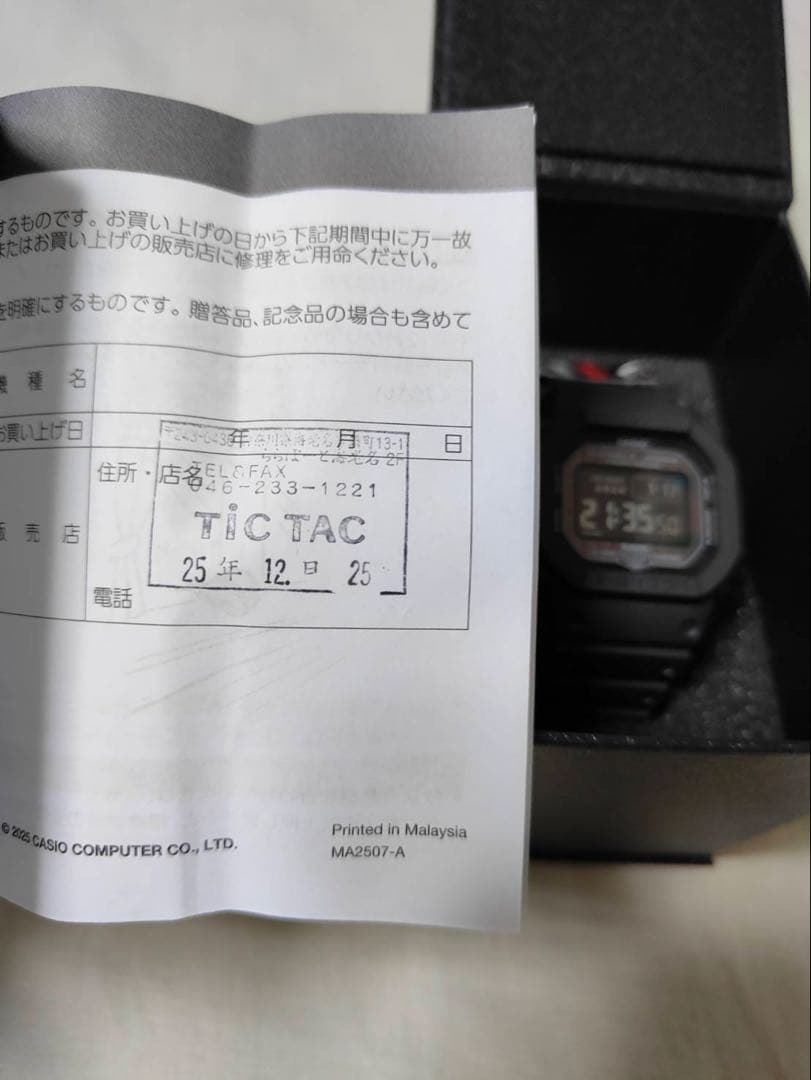 するものです。お買い上げの日から下記期間中に万一故
またはお買い上げの販売店に修理をご用命ください。
を明確にするものです。贈答品、記念品の場合も含めて
機種名
お買い上げ日
年 月 日
住所・店名
TEL&FAX
046-233-1221
TiC TAC
25年 12.日 25
販売店
電話
© 2025 CASIO COMPUTER CO., LTD.
Printed in Malaysia
MA2507-A
21:35 50